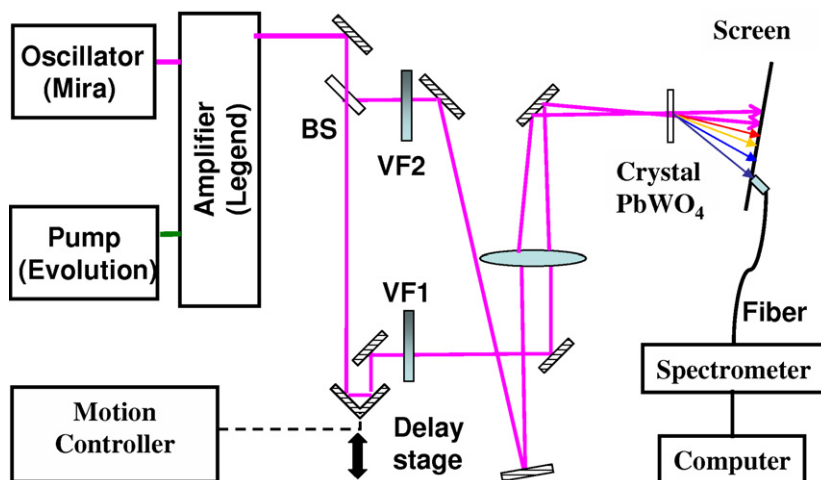 Oscillator
(Mira)
Amplifier
(Legend)
Pump
(Evolution)
BS
VF2
VF1
Screen
Crystal
PbWO4
Fiber
Spectrometer
Computer
Motion
Controller
Delay
stage